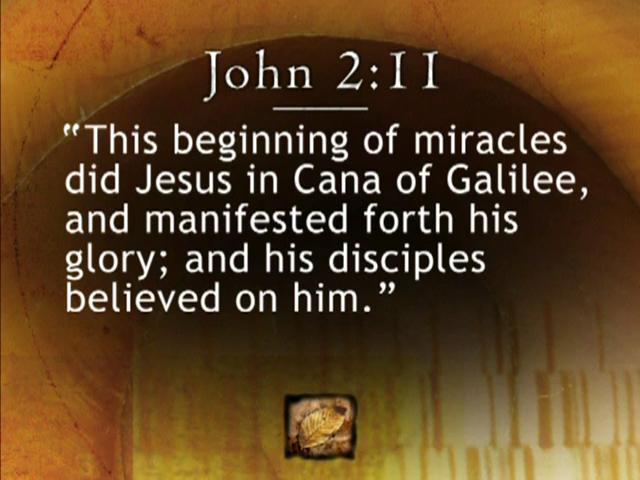 John 2:11
“This beginning of miracles
did Jesus in Cana of Galilee,
and manifested forth his
glory; and his disciples
believed on him.”